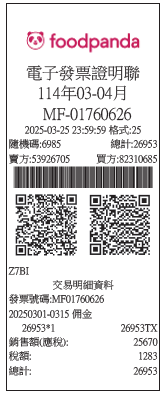 foodpanda
電子發票證明聯
114年03-04月
MF-01760626
2025-03-25 23:59:59 格式:25
隨機碼:6985 總計:26953
賣方:53926705 買方:82310685
Z7BI
交易明細資料
發票號碼:MF01760626
20250301-0315 佣金
26953*1 26953TX
銷售額(應稅): 25670
稅額: 1283
總計: 26953